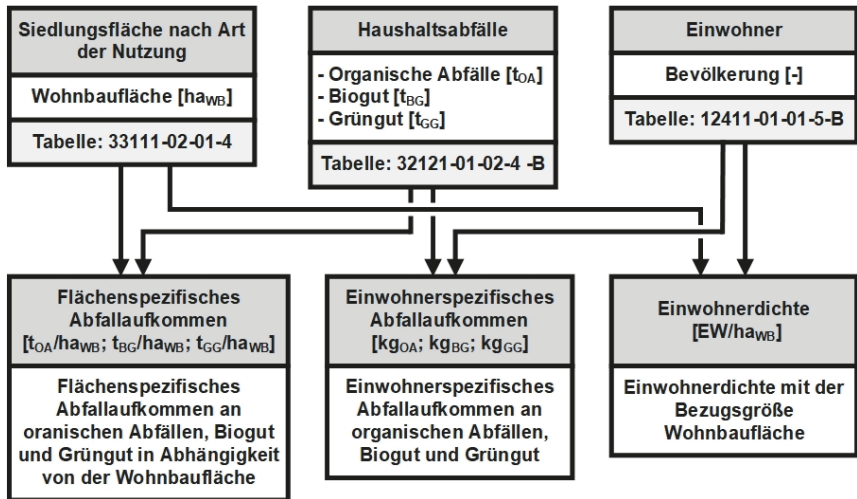 Siedlungsfläche nach Art
der Nutzung
Wohnbaufläche [haWB]
Tabelle: 33111-02-01-4
Haushaltsabfälle
- Organische Abfälle [tOA]
- Biogut [tBG]
- Grüngut [tGG]
Tabelle: 32121-01-02-4 -B
Einwohner
Bevölkerung [-]
Tabelle: 12411-01-01-5-B
Flächenspezifisches
Abfallaufkommen
[tOA/haWB; tBG/haWB; tGG/haWB]
Flächenspezifisches
Abfallaufkommen an
oranischen Abfällen, Biogut
und Grüngut in Abhängigkeit
von der Wohnbaufläche
Einwohnerspezifisches
Abfallaufkommen
[kgOA; kgBG; kgGG]
Einwohnerspezifisches
Abfallaufkommen an
organischen Abfällen,
Biogut und Grüngut
Einwohnerdichte
[EW/haWB]
Einwohnerdichte mit der
Bezugsgröße
Wohnbaufläche